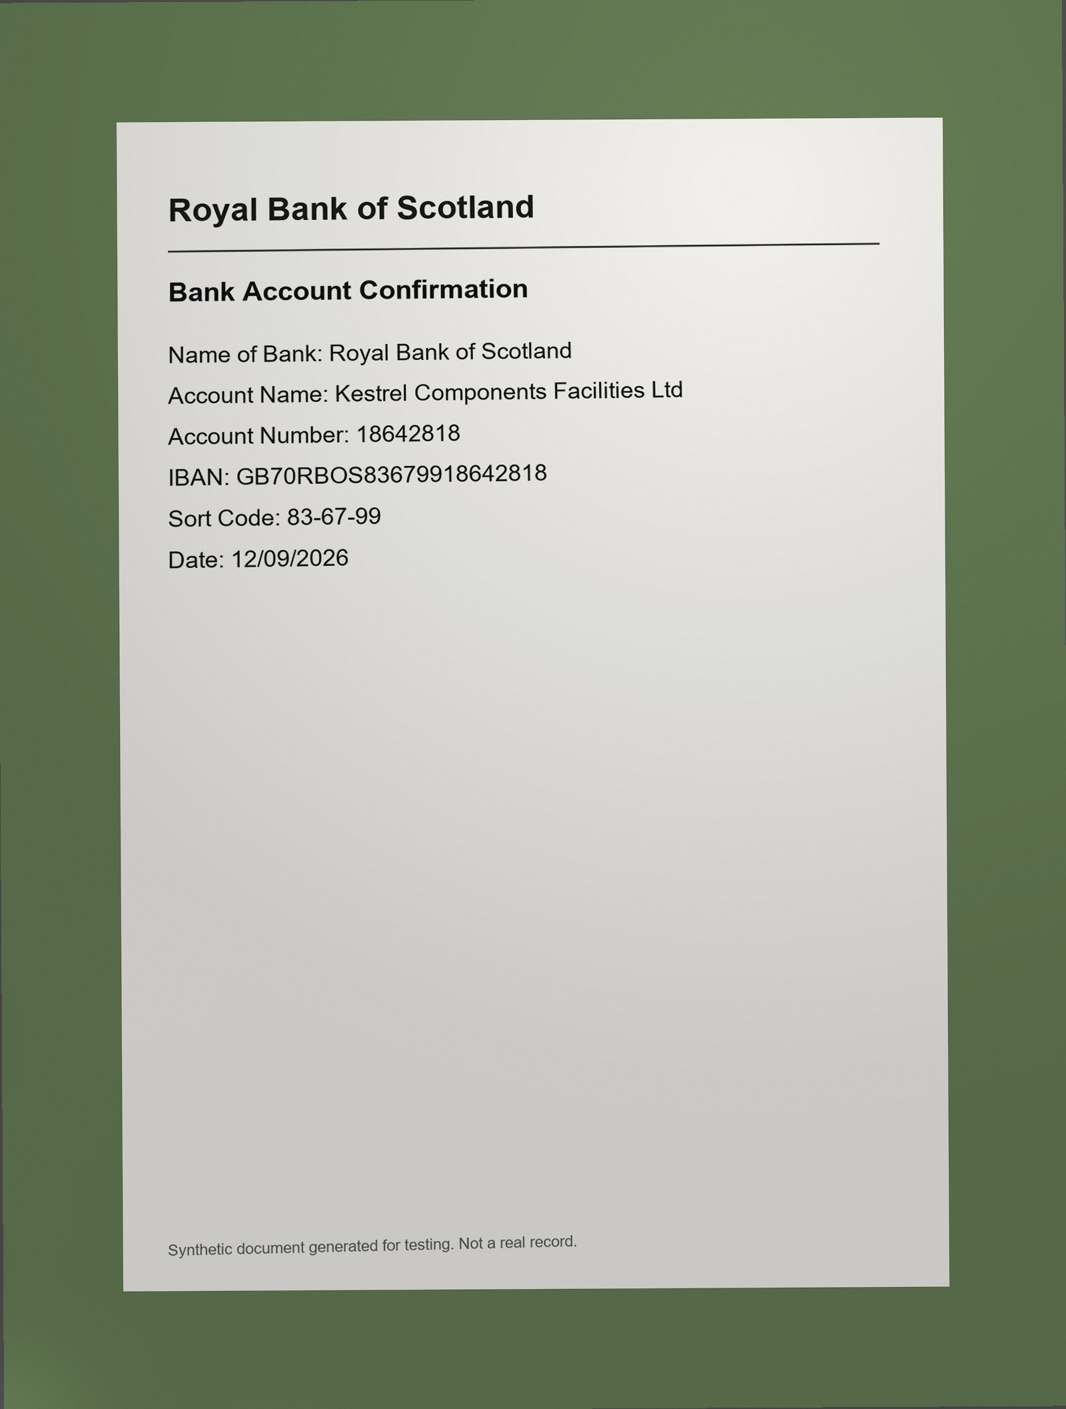 Royal Bank of Scotland
Bank Account Confirmation
Name of Bank: Royal Bank of Scotland
Account Name: Kestrel Components Facilities Ltd
Account Number: 18642818
IBAN: GB70RBOS83679918642818
Sort Code: 83-67-99
Date: 12/09/2026
Synthetic document generated for testing. Not a real record.